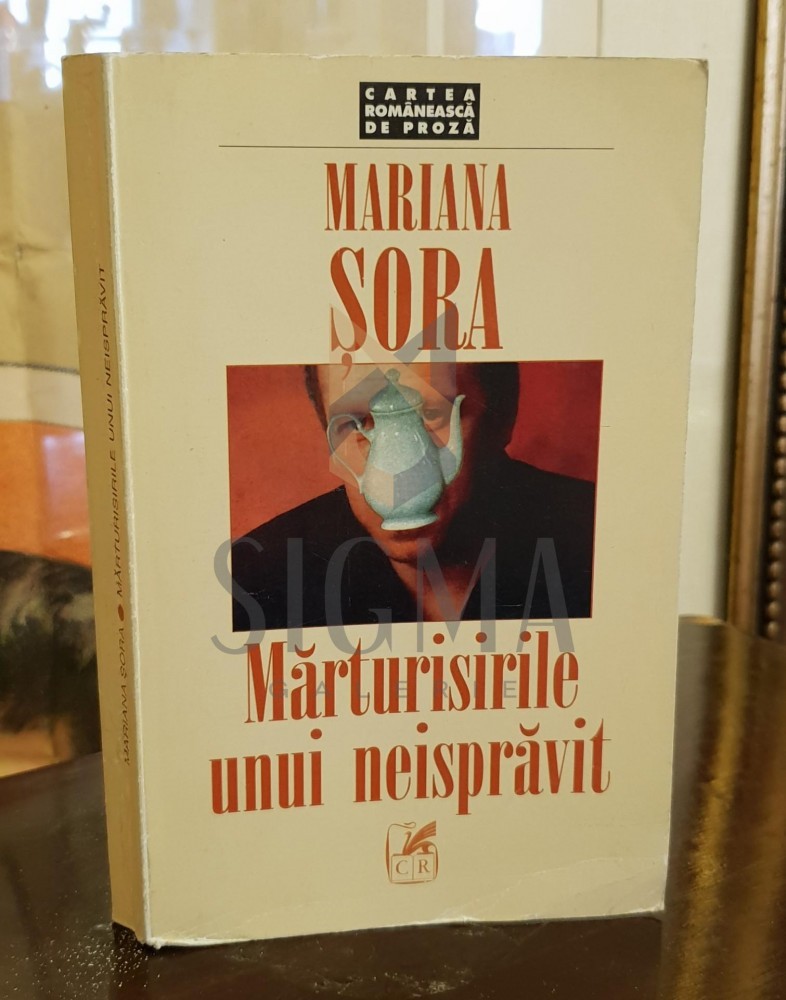 CARTEA
ROMÂNEASCĂ
DE PROZĂ
MARIANA
ȘORA
SIGMA
GALERIE
Mărturisirile
unui neisprăvit
CR
MARIANA ȘORA ● MĂRTURISIRILE UNUI NEISPRĂVIT